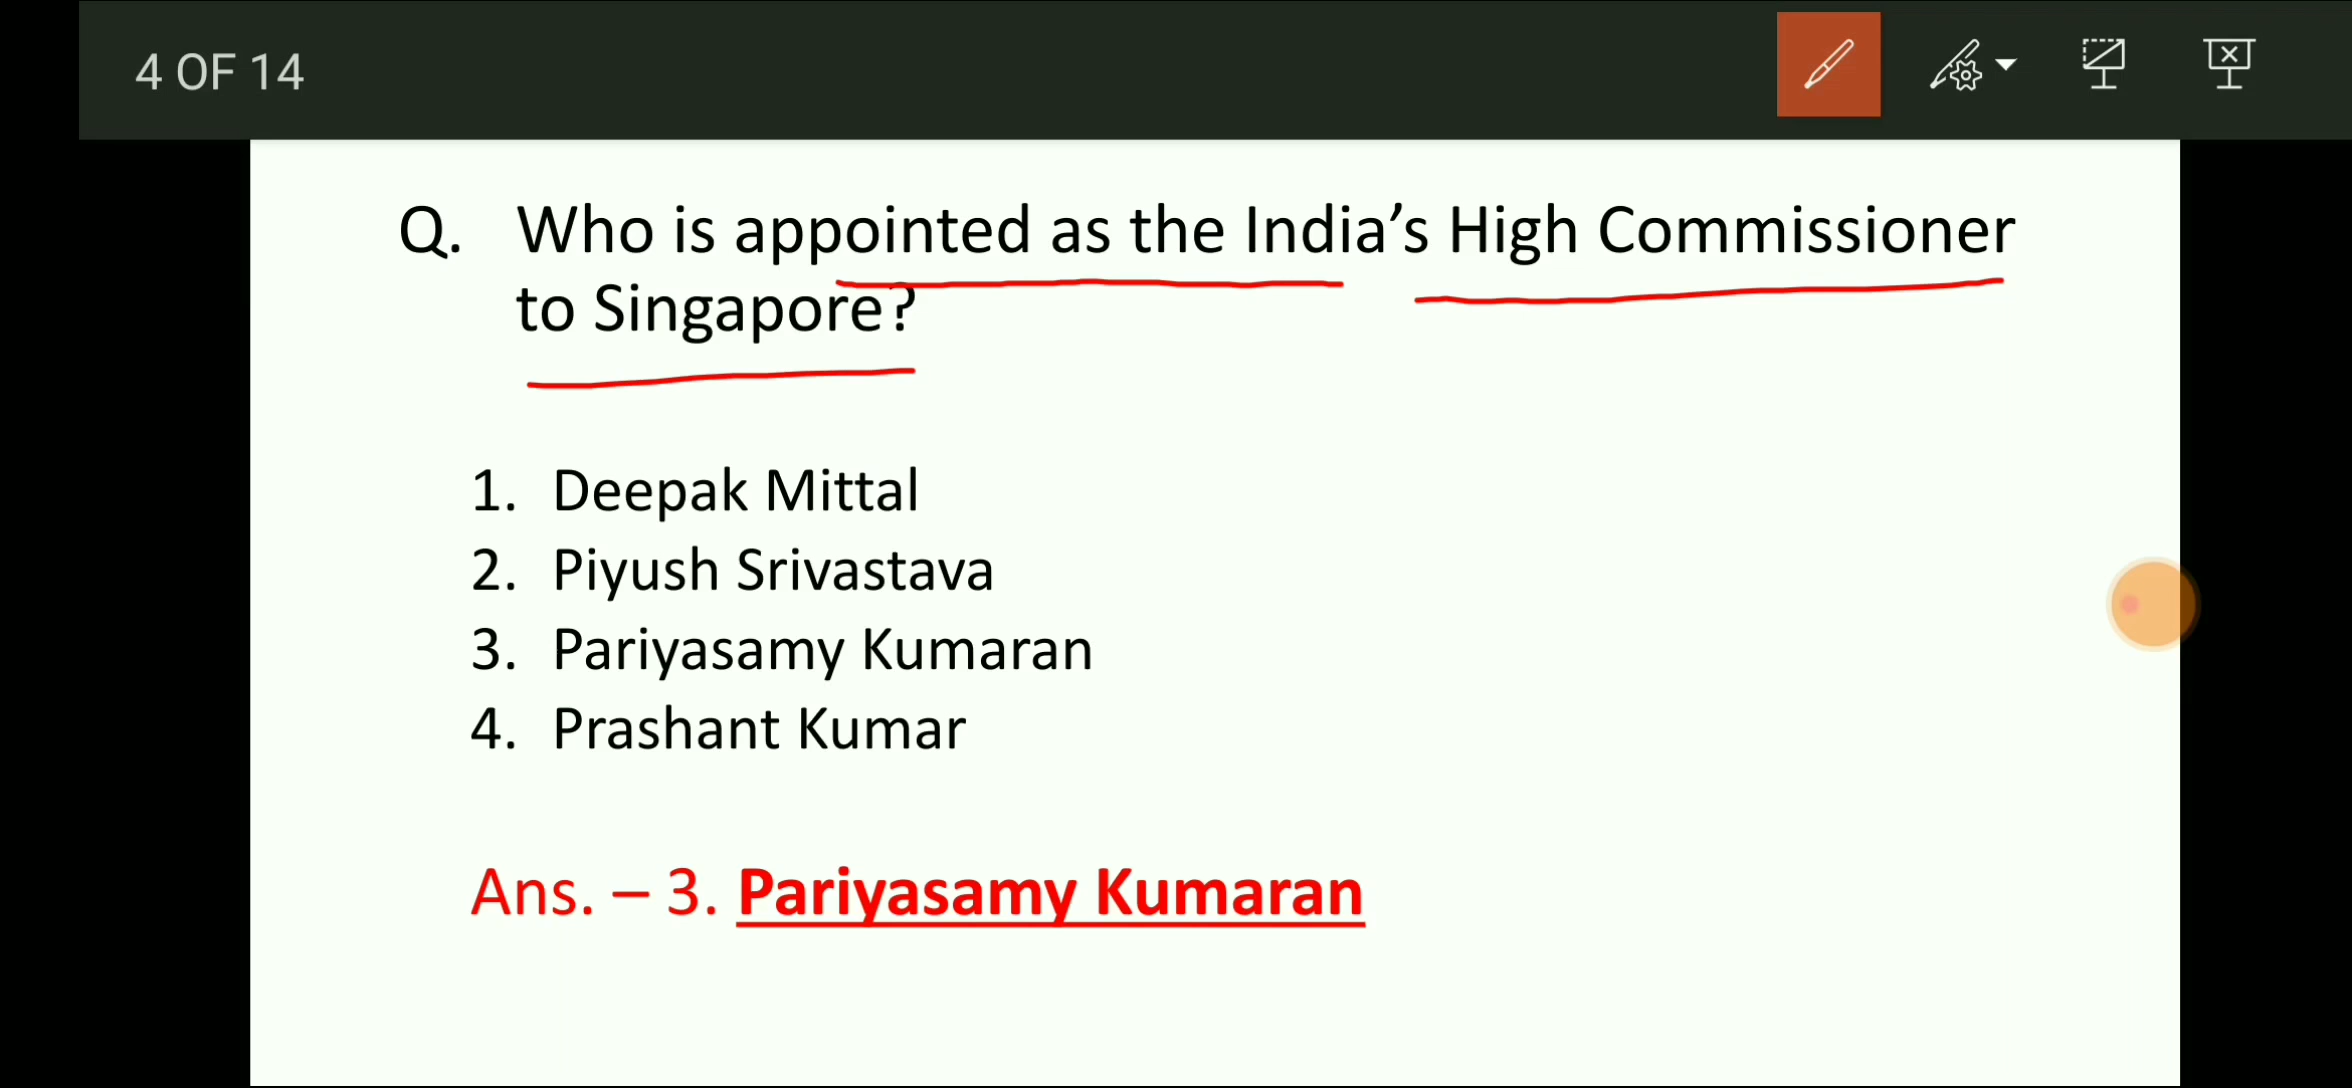 4 OF 14
Q. Who is appointed as the India’s High Commissioner
to Singapore?
1. Deepak Mittal
2. Piyush Srivastava
3. Pariyasamy Kumaran
4. Prashant Kumar
Ans. – 3. Pariyasamy Kumaran